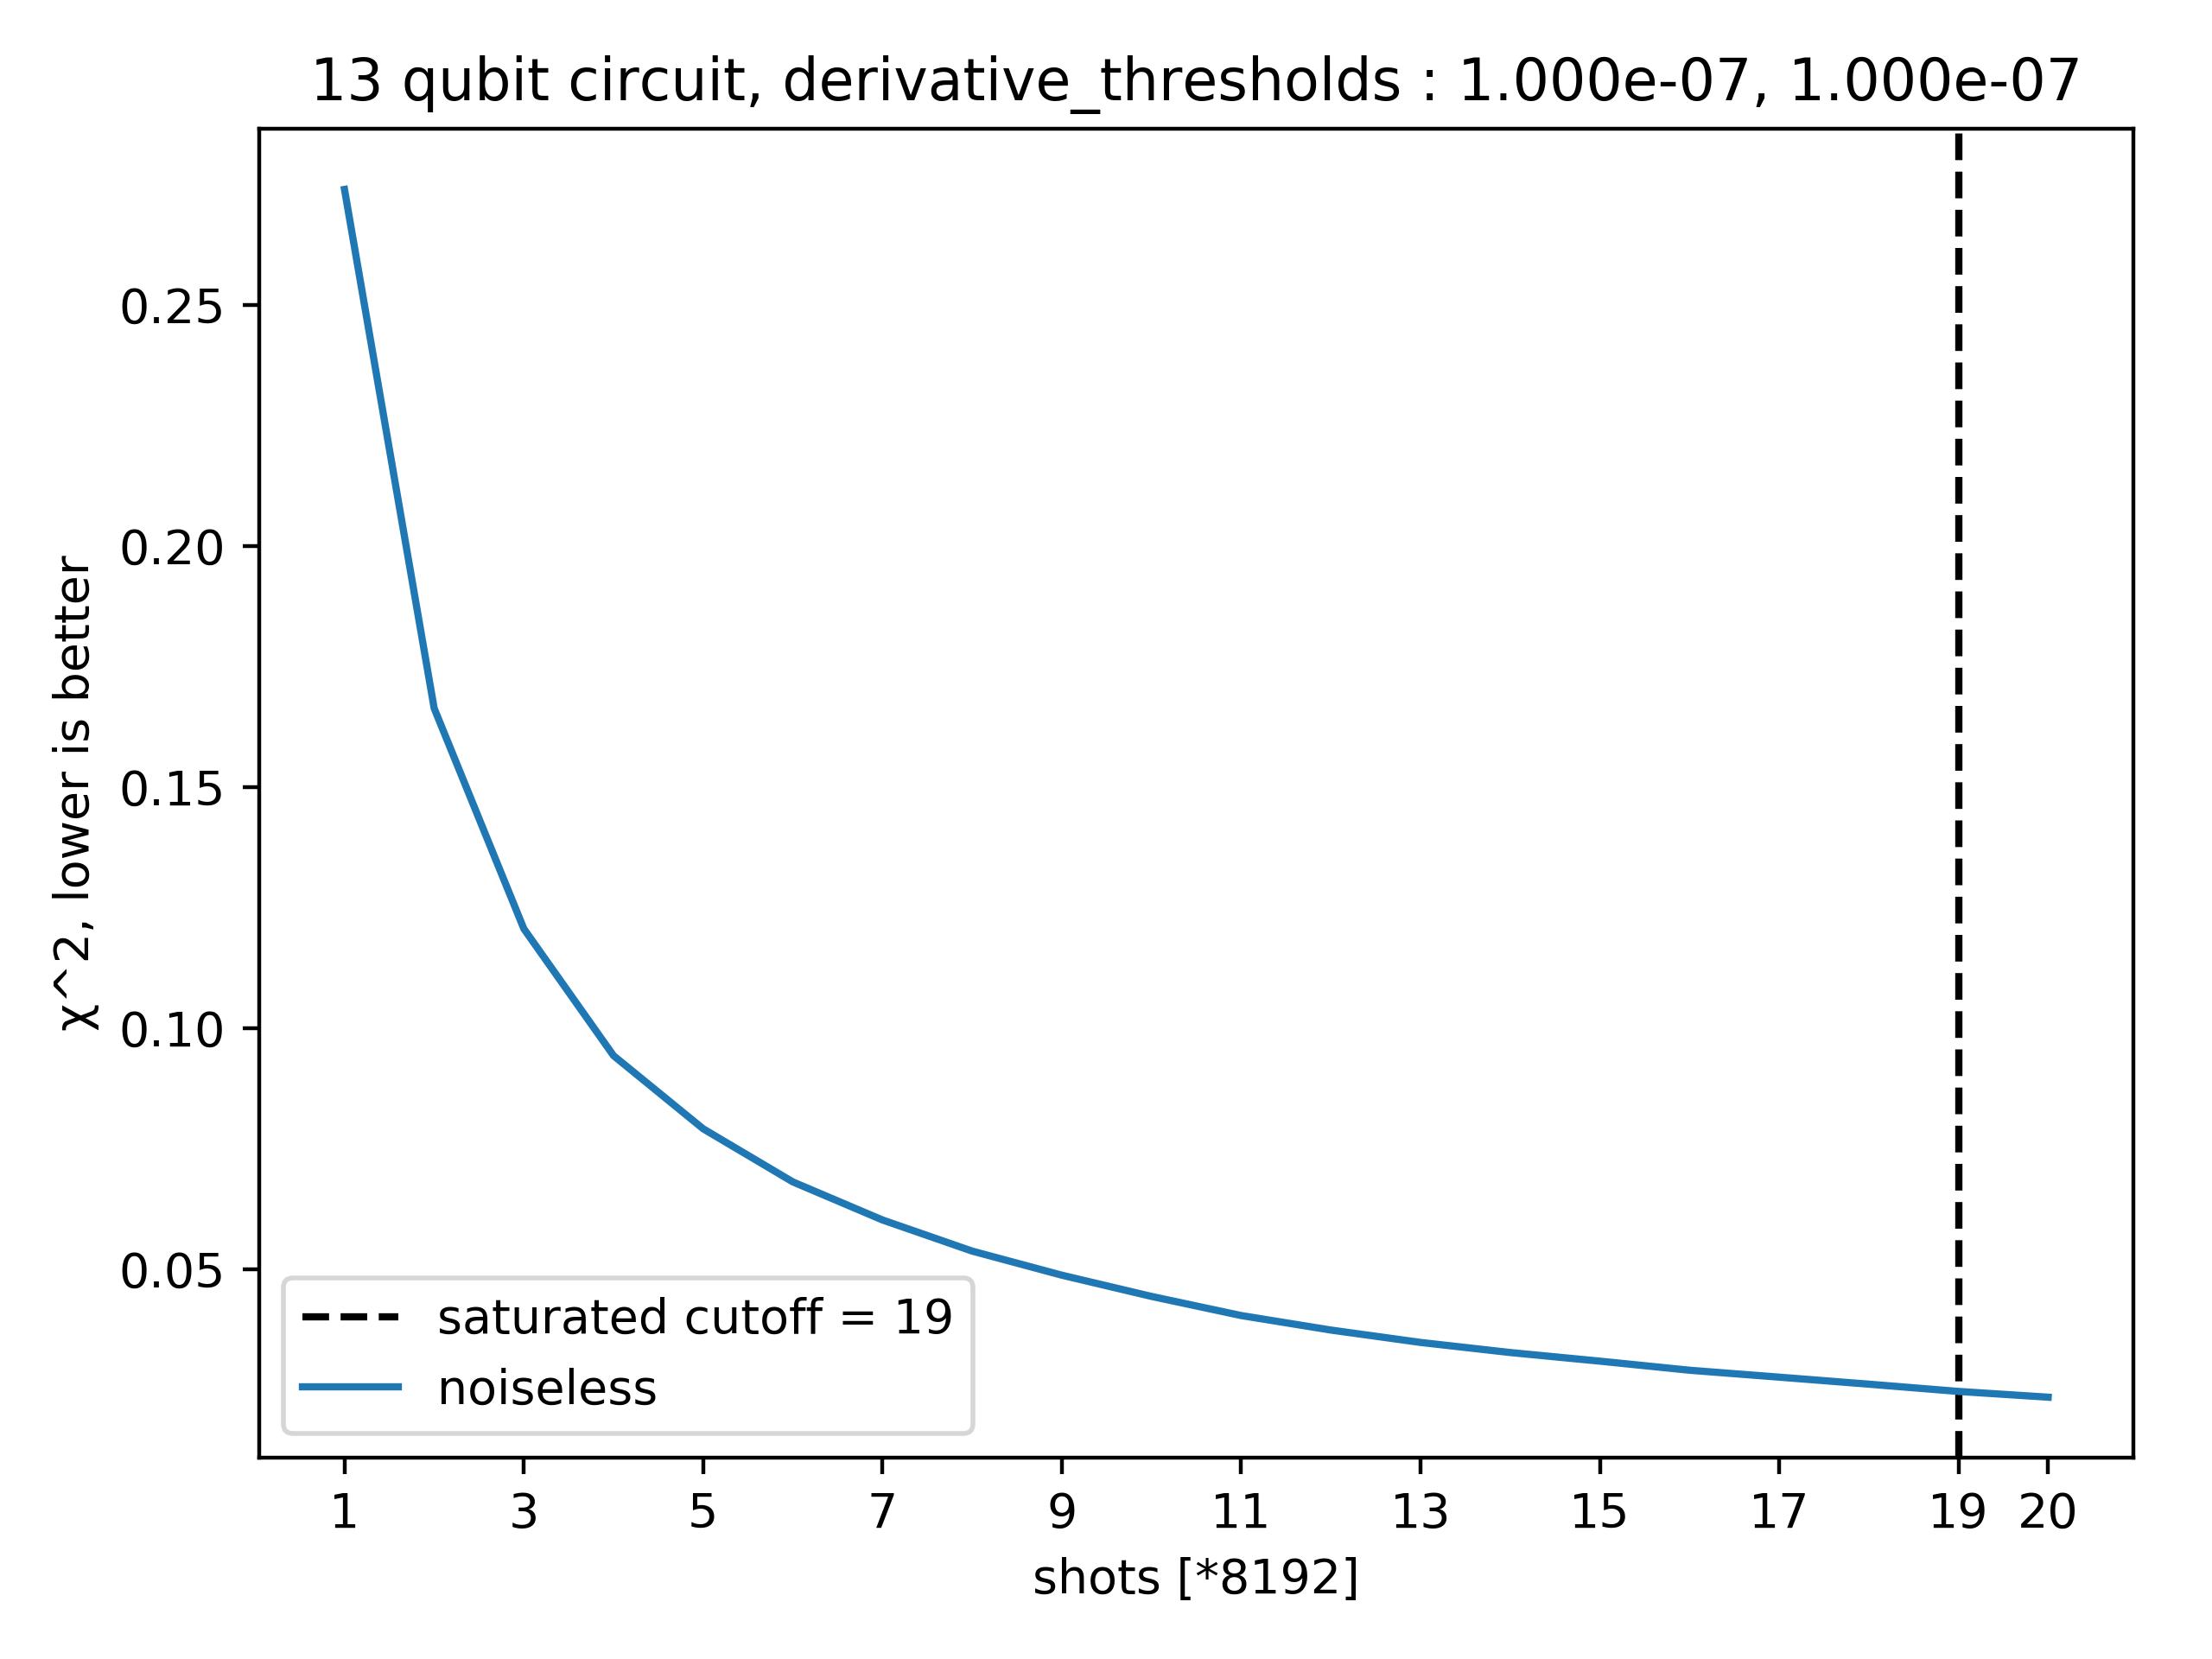 13 qubit circuit, derivative_thresholds : 1.000e-07, 1.000e-07
χ^2, lower is better
0.25
0.20
0.15
0.10
0.05
saturated cutoff = 19
noiseless
1 3 5 7 9 11 13 15 17 19 20
shots [*8192]